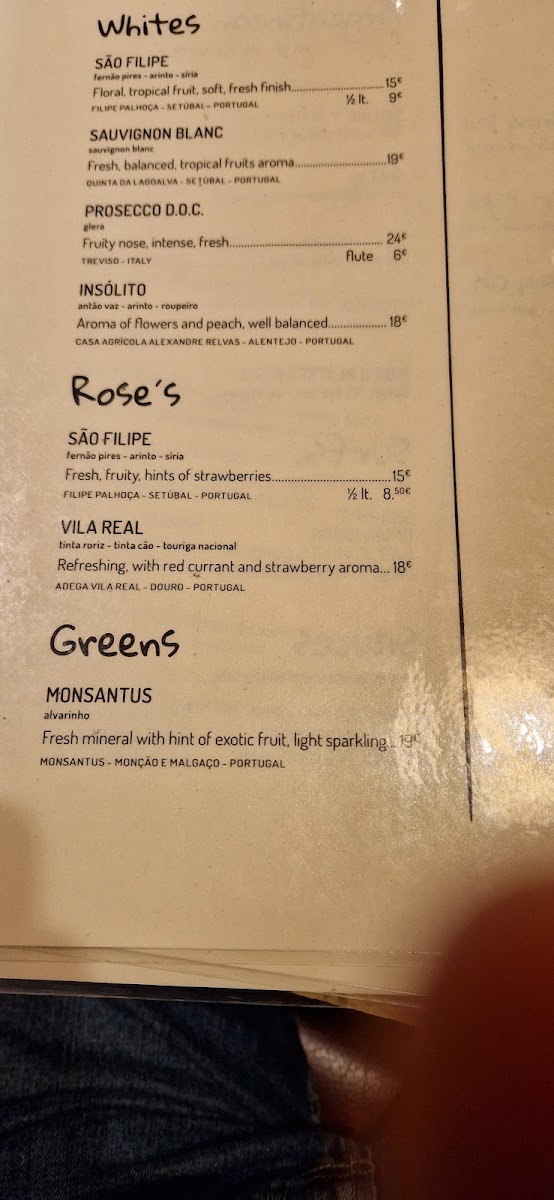 Whites
SÃO FILIPE
fernão pires - arinto - síria
Floral, tropical fruit, soft, fresh finish..............................15€
FILIPE PALHOÇA - SETÚBAL - PORTUGAL ½ lt. 9€
SAUVIGNON BLANC
sauvignon blanc
Fresh, balanced, tropical fruits aroma..............................19€
QUINTA DA LAGOALVA - SETÚBAL - PORTUGAL
PROSECCO D.O.C.
glera
Fruity nose, intense, fresh.................................................. 24€
TREVISO - ITALY flute 6€
INSÓLITO
antão vaz - arinto - roupeiro
Aroma of flowers and peach, well balanced................... 18€
CASA AGRÍCOLA ALEXANDRE RELVAS - ALENTEJO - PORTUGAL
Rose's
SÃO FILIPE
fernão pires - arinto - síria
Fresh, fruity, hints of strawberries......................................15€
FILIPE PALHOÇA - SETÚBAL - PORTUGAL ½ lt. 8.50€
VILA REAL
tinta roriz - tinta cão - touriga nacional
Refreshing, with red currant and strawberry aroma... 18€
ADEGA VILA REAL - DOURO - PORTUGAL
Greens
MONSANTUS
alvarinho
Fresh mineral with hint of exotic fruit, light sparkling... 19€
MONSANTUS - MONÇÃO E MALGAÇO - PORTUGAL